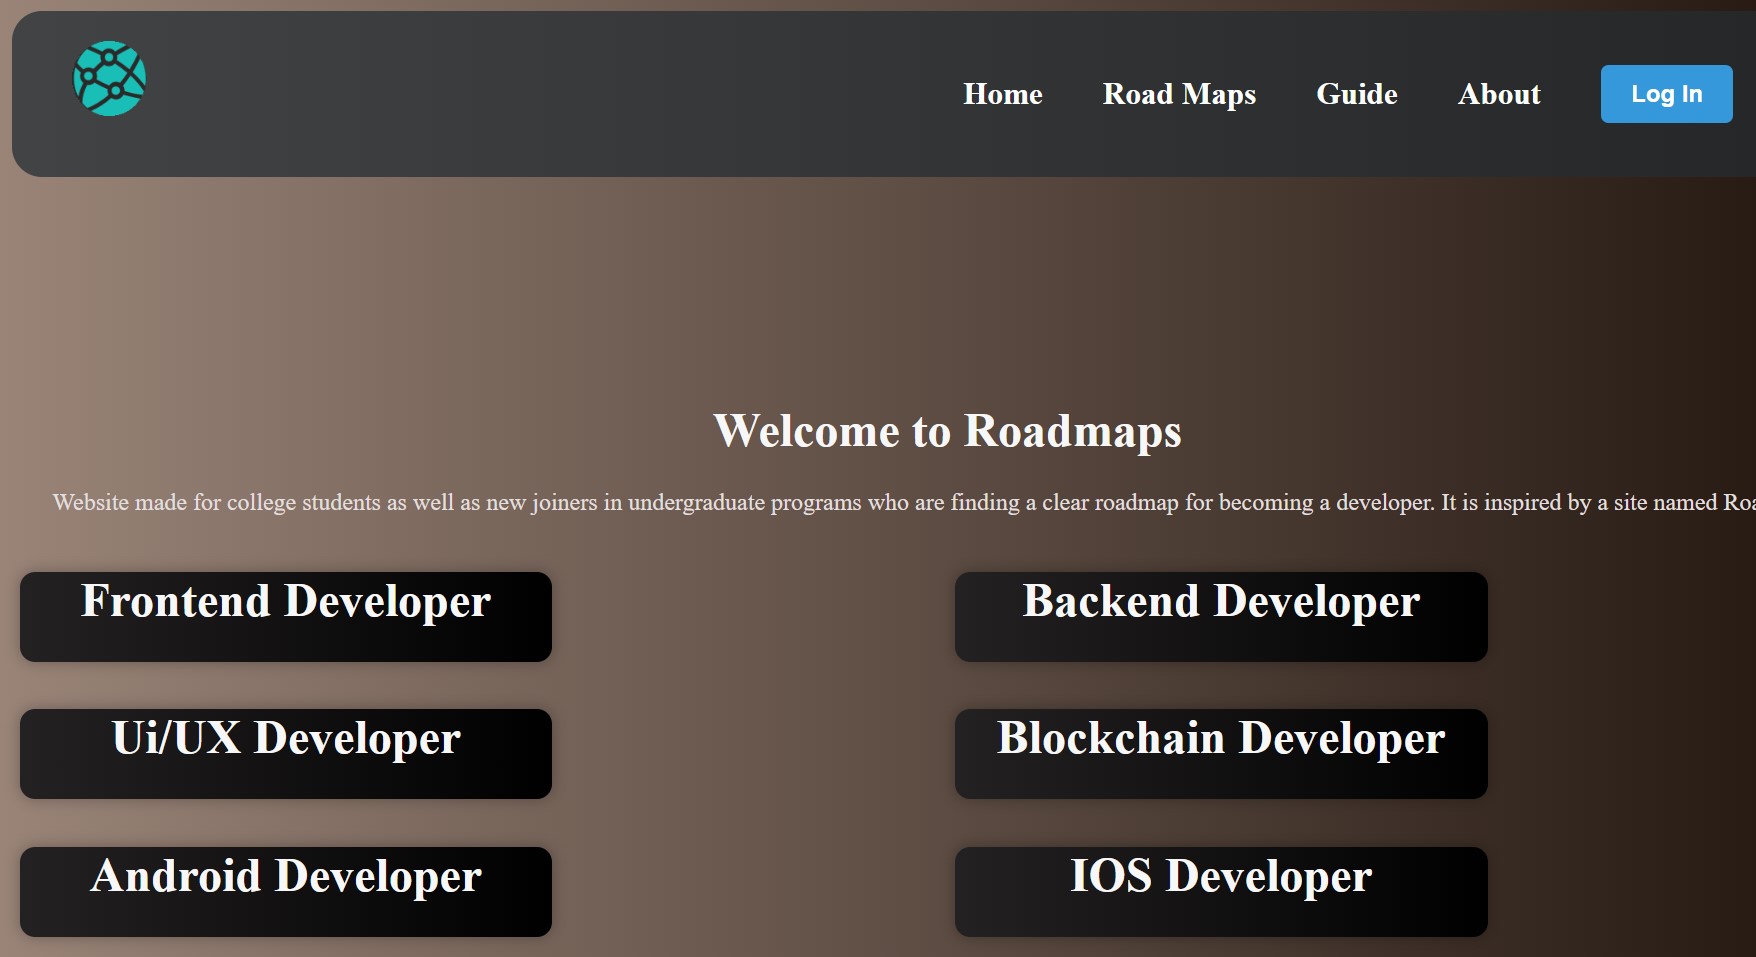 Home Road Maps Guide About Log In
Welcome to Roadmaps
Website made for college students as well as new joiners in undergraduate programs who are finding a clear roadmap for becoming a developer. It is inspired by a site named
Frontend Developer Backend Developer
Ui/UX Developer Blockchain Developer
Android Developer IOS Developer